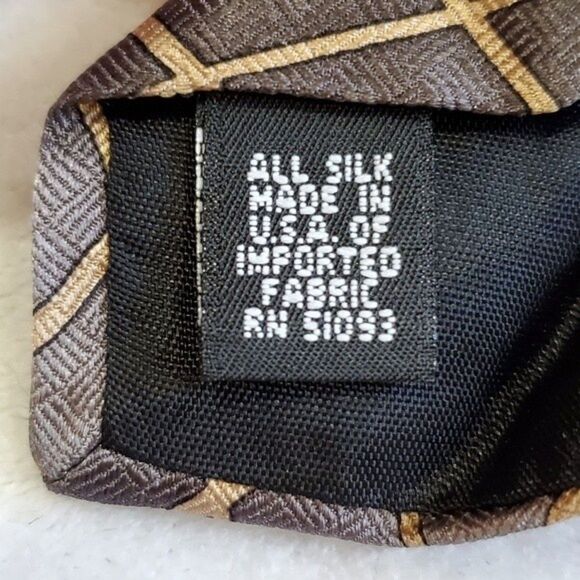 ALL SILK
MADE IN
U.S.A. OF
IMPORTED
FABRIC
RN 51093